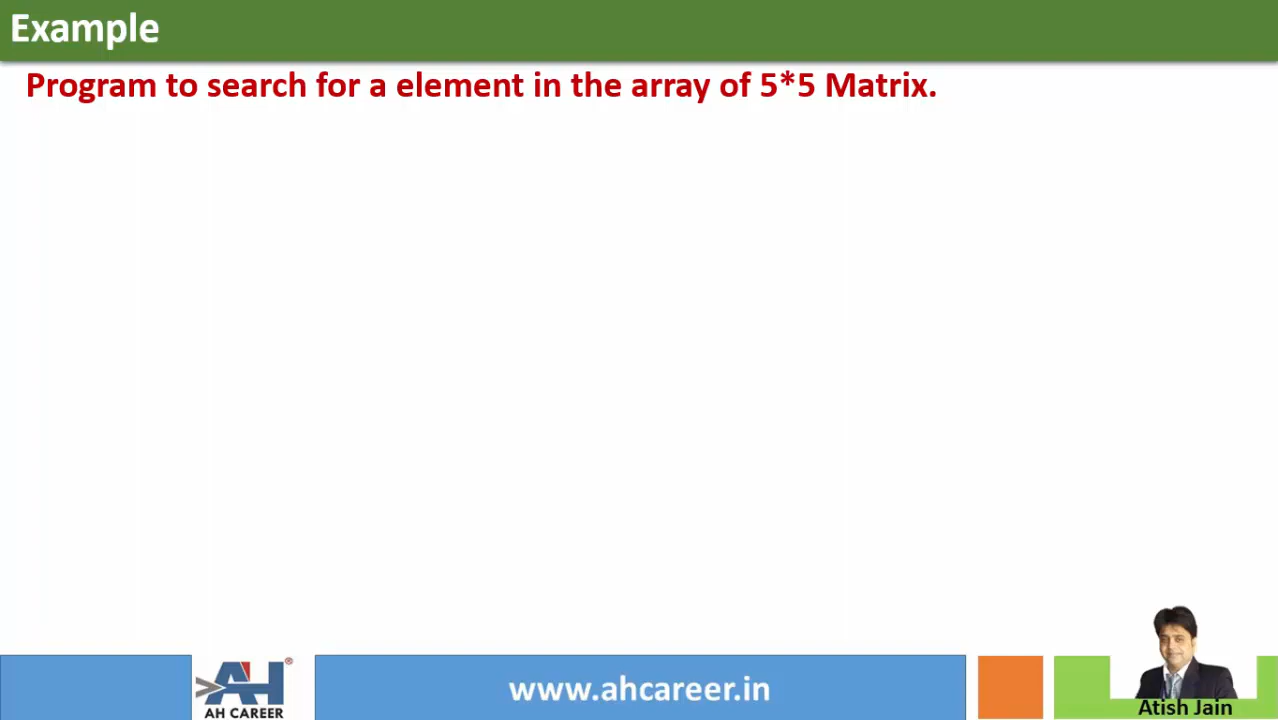 Example
Program to search for a element in the array of 5*5 Matrix.
AH
®
AH CAREER
www.ahcareer.in
Atish Jain